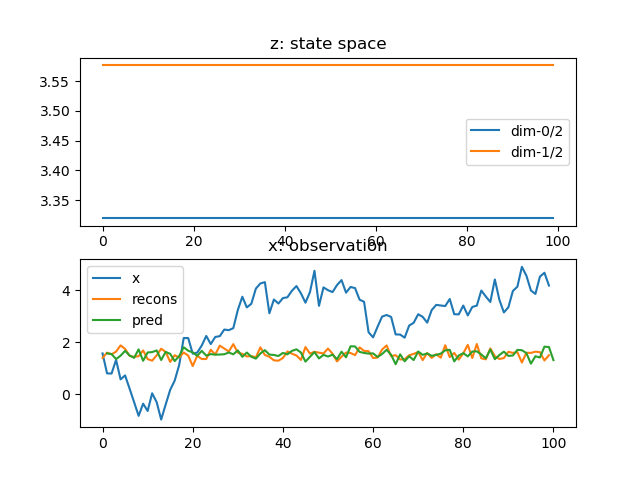 z: state space
3.55
3.50
3.45
3.40
3.35
dim-0/2
dim-1/2
0 20 40 60 80 100
x: observation
4
2
0
x
recons
pred
0 20 40 60 80 100